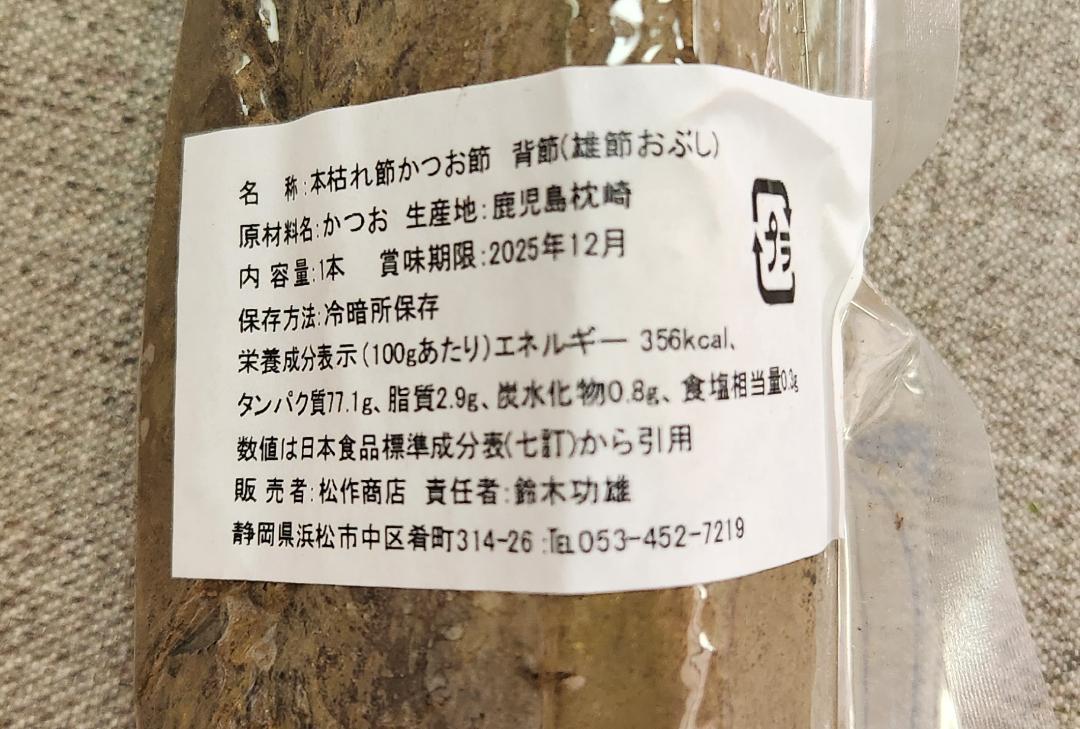 名 称:本枯れ節かつお節 背節(雄節おぶし)
原材料名:かつお 生産地:鹿児島枕崎
内容量:1本 賞味期限:2025年12月
保存方法:冷暗所保存
栄養成分表示(100gあたり)エネルギー 356kcal、
タンパク質77.1g、脂質2.9g、炭水化物0.8g、食塩相当量0.3g
数値は日本食品標準成分表(七訂)から引用
販売者:松作商店 責任者:鈴木功雄
静岡県浜松市中区肴町314-26:TEL053-452-7219
プラ